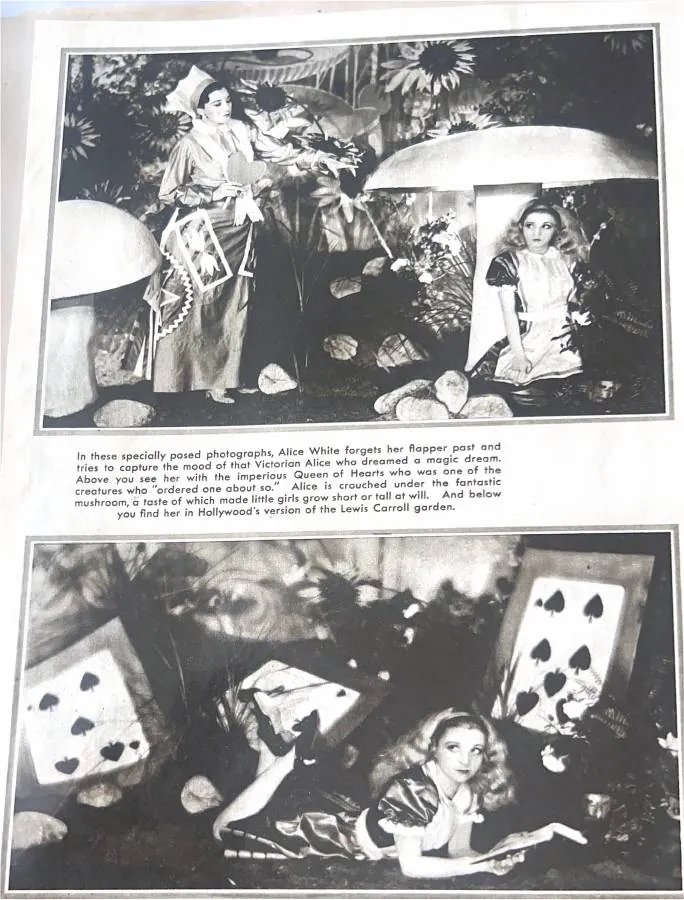 In these specially posed photographs, Alice White forgets her flapper past and
tries to capture the mood of that Victorian Alice who dreamed a magic dream.
Above you see her with the imperious Queen of Hearts who was one of the
creatures who "ordered one about so." Alice is crouched under the fantastic
mushroom, a taste of which made little girls grow short or tall at will. And below
you find her in Hollywood's version of the Lewis Carroll garden.